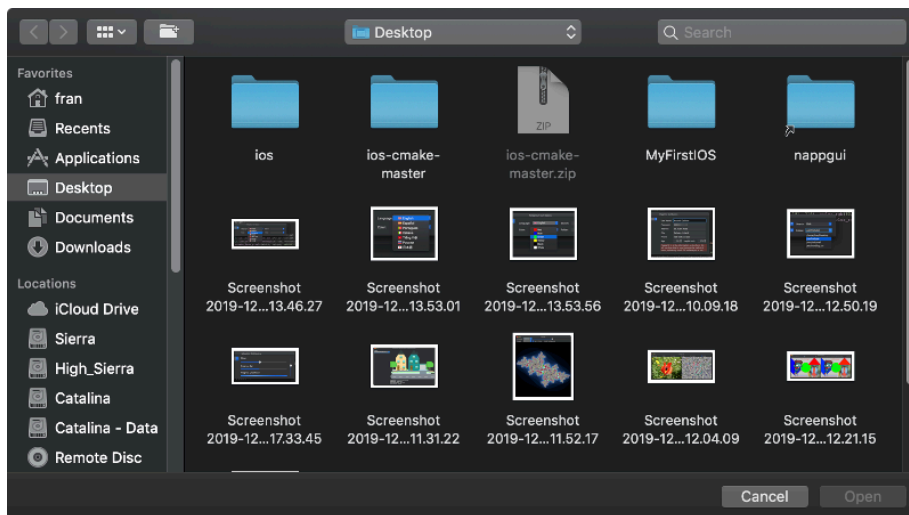 Desktop
Search
Favorites
fran
Recents
Applications
Desktop
Documents
Downloads
Locations
iCloud Drive
Sierra
High_Sierra
Catalina
Catalina - Data
Remote Disc
ios
ios-cmake-
master
ZIP
ios-cmake-
master.zip
MyFirstIOS
nappgui
Screenshot
2019-12...13.46.27
Screenshot
2019-12...13.53.01
Screenshot
2019-12...13.53.56
Screenshot
2019-12...10.09.18
Screenshot
2019-12...12.50.19
Screenshot
2019-12...17.33.45
Screenshot
2019-12...11.31.22
Screenshot
2019-12...11.52.17
Screenshot
2019-12...12.04.09
Screenshot
2019-12...12.21.15
Cancel
Open